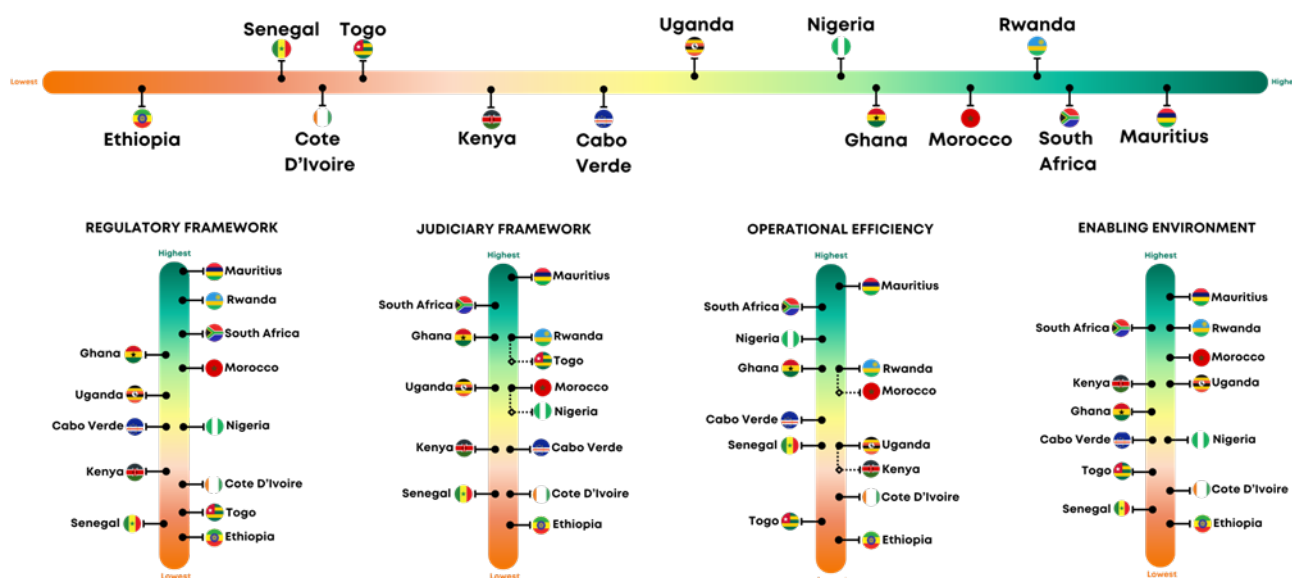 Senegal Togo Uganda Nigeria Rwanda
Lowest Highe
Ethiopia Cote D'Ivoire Kenya Cabo Verde Ghana Morocco South Africa Mauritius
REGULATORY FRAMEWORK
Highest
Mauritius
Rwanda
South Africa
Ghana
Morocco
Uganda
Cabo Verde Nigeria
Kenya
Cote D'Ivoire
Togo
Senegal
Ethiopia
Lowest
JUDICIARY FRAMEWORK
Highest
Mauritius
South Africa
Ghana Rwanda
Togo
Uganda Morocco
Nigeria
Kenya Cabo Verde
Senegal Cote D'Ivoire
Ethiopia
Lowest
OPERATIONAL EFFICIENCY
Highest
Mauritius
South Africa
Nigeria
Ghana Rwanda
Morocco
Cabo Verde
Senegal Uganda
Kenya
Cote D'Ivoire
Togo
Ethiopia
ENABLING ENVIRONMENT
Highest
Mauritius
South Africa Rwanda
Morocco
Kenya Uganda
Ghana
Cabo Verde Nigeria
Togo
Cote D'Ivoire
Senegal
Ethiopia
Lowest